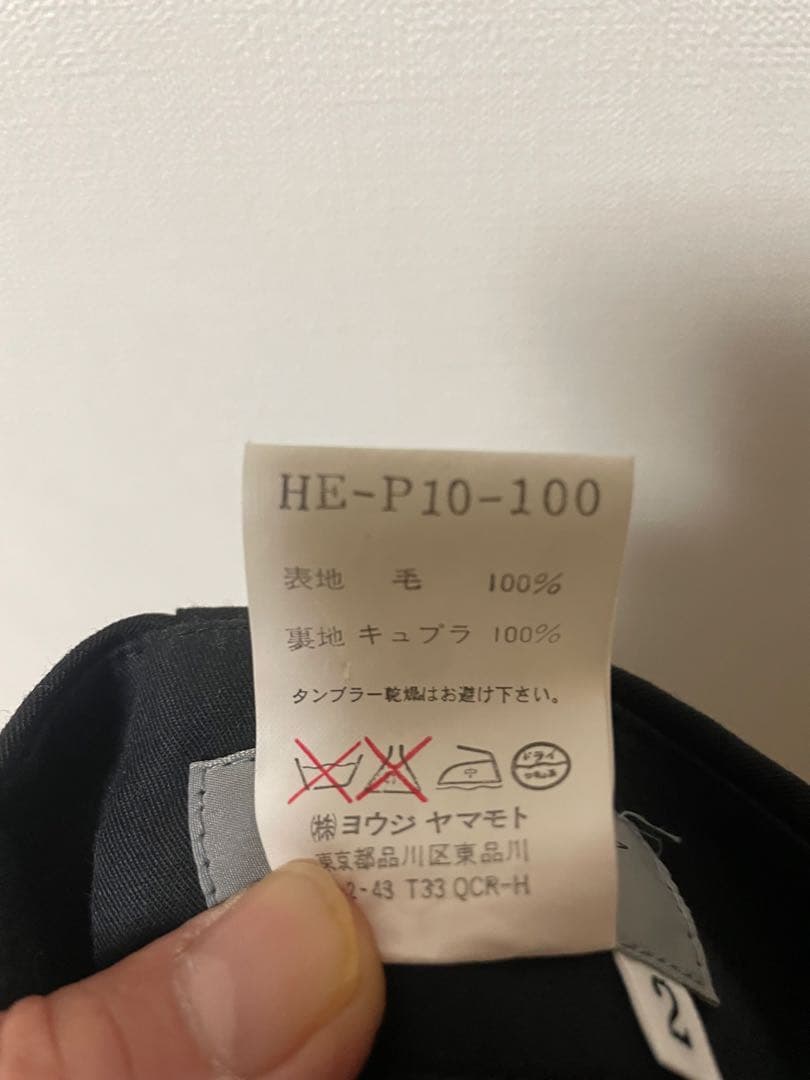 HE-P10-100
表地 毛 100%
裏地 キュプラ 100%
タンブラー乾燥はお避け下さい。
中 ドライ
㈱ヨウジ ヤマモト
東京都品川区東品川
2-43 T33 QCR-H
2